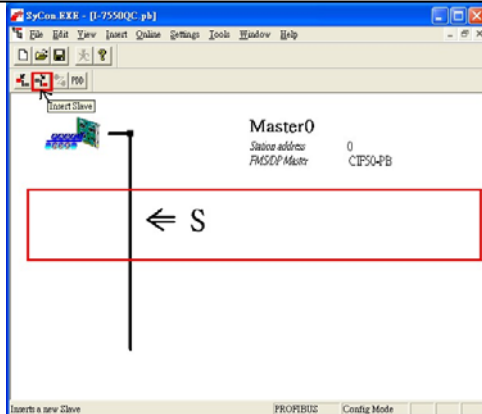 SyCon.EXE - [I-7550QC.pb]
File Edit View Insert Online Settings Tools Window Help
PDD
Insert Slave
Master0
Station address 0
FMS/DP Master CIF50-PB
⇐ S
Inserts a new Slave PROFIBUS Config Mode